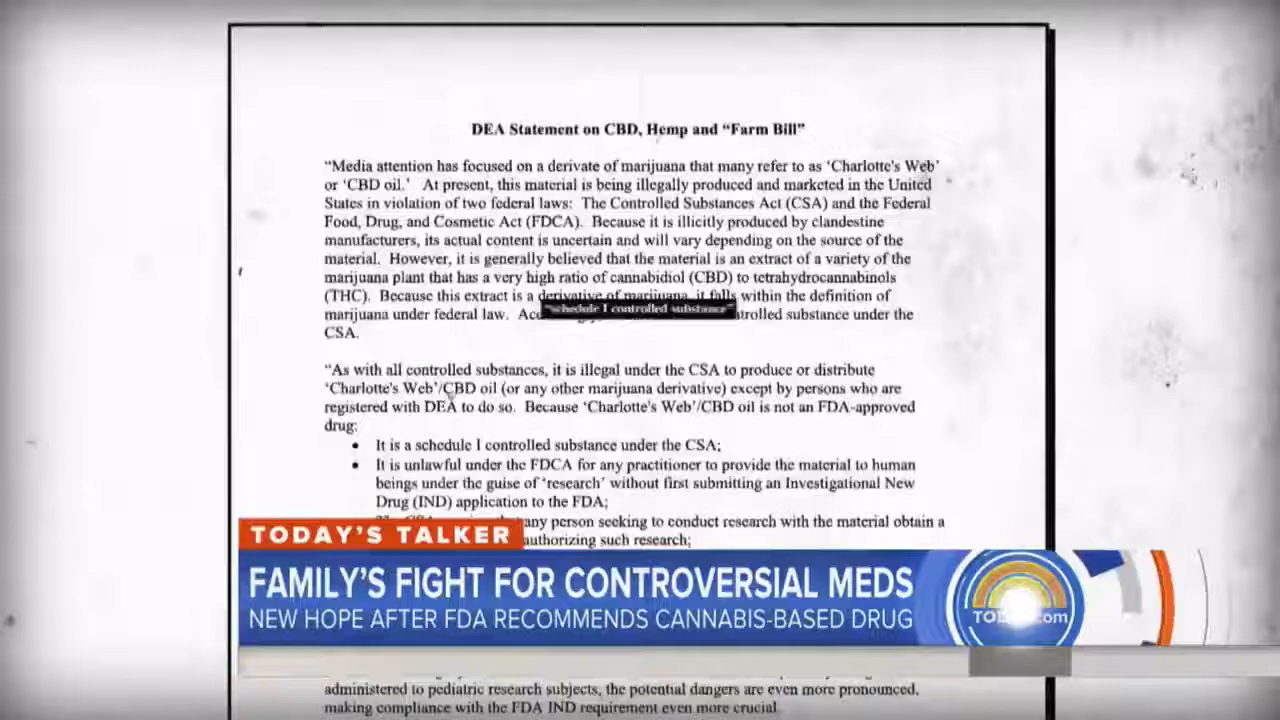 DEA Statement on CBD, Hemp and “Farm Bill”
“Media attention has focused on a derivate of marijuana that many refer to as ‘Charlotte's Web’
or ‘CBD oil.’ At present, this material is being illegally produced and marketed in the United
States in violation of two federal laws: The Controlled Substances Act (CSA) and the Federal
Food, Drug, and Cosmetic Act (FDCA). Because it is illicitly produced by clandestine
manufacturers, its actual content is uncertain and will vary depending on the source of the
material. However, it is generally believed that the material is an extract of a variety of the
marijuana plant that has a very high ratio of cannabidiol (CBD) to tetrahydrocannabinols
(THC). Because this extract is a derivative of marijuana, it falls within the definition of
“schedule I controlled substance”
marijuana under federal law. trolled substance under the
CSA.
“As with all controlled substances, it is illegal under the CSA to produce or distribute
‘Charlotte's Web’/CBD oil (or any other marijuana derivative) except by persons who are
registered with DEA to do so. Because ‘Charlotte's Web’/CBD oil is not an FDA-approved
drug:
• It is a schedule I controlled substance under the CSA;
• It is unlawful under the FDCA for any practitioner to provide the material to human
beings under the guise of ‘research’ without first submitting an Investigational New
Drug (IND) application to the FDA;
any person seeking to conduct research with the material obtain a
authorizing such research;
TODAY'S TALKER
FAMILY'S FIGHT FOR CONTROVERSIAL MEDS
NEW HOPE AFTER FDA RECOMMENDS CANNABIS-BASED DRUG
TODAY.com
administered to pediatric research subjects, the potential dangers are even more pronounced,
making compliance with the FDA IND requirement even more crucial